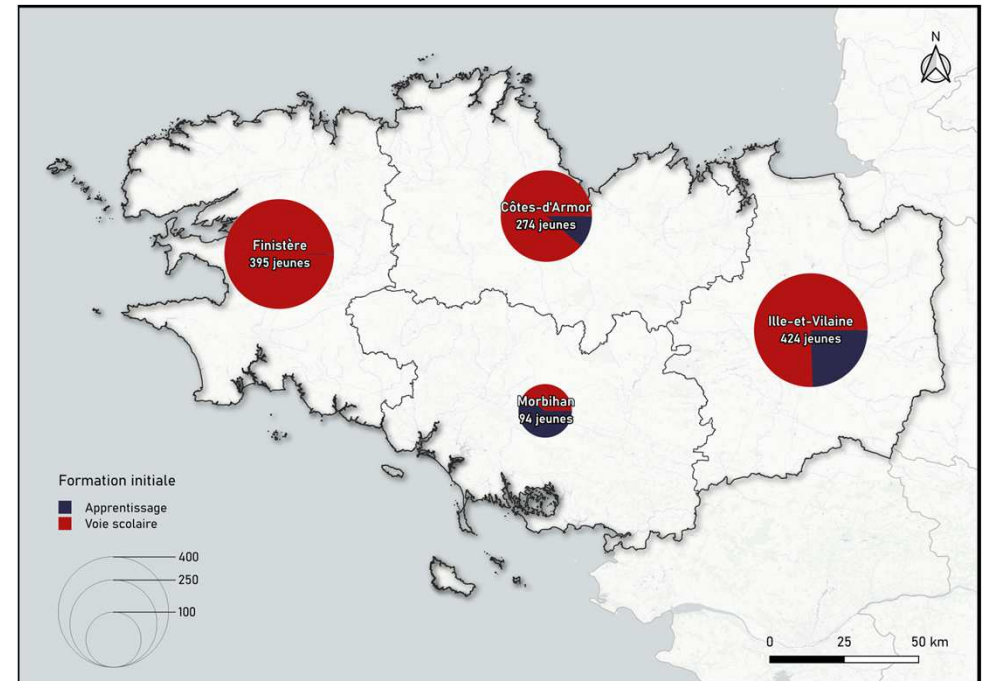 N
Côtes-d'Armor
274 jeunes
Finistère
395 jeunes
Ille-et-Vilaine
424 jeunes
Morbihan
94 jeunes
Formation initiale
Apprentissage
Voie scolaire
400
250
100
0 25 50 km